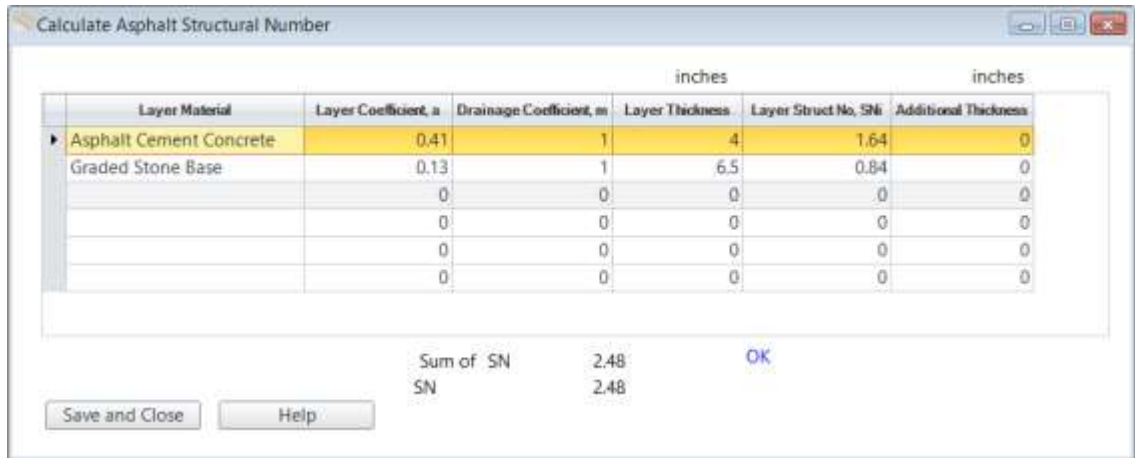 Calculate Asphalt Structural Number
inches inches
Layer Material Layer Coefficient, a Drainage Coefficient, m Layer Thickness Layer Struct No, SNi Additional Thickness
Asphalt Cement Concrete 0.41 1 4 1.64 0
Graded Stone Base 0.13 1 6.5 0.84 0
0 0 0 0 0
0 0 0 0 0
0 0 0 0 0
0 0 0 0 0
Sum of SN 2.48 OK
SN 2.48
Save and Close Help